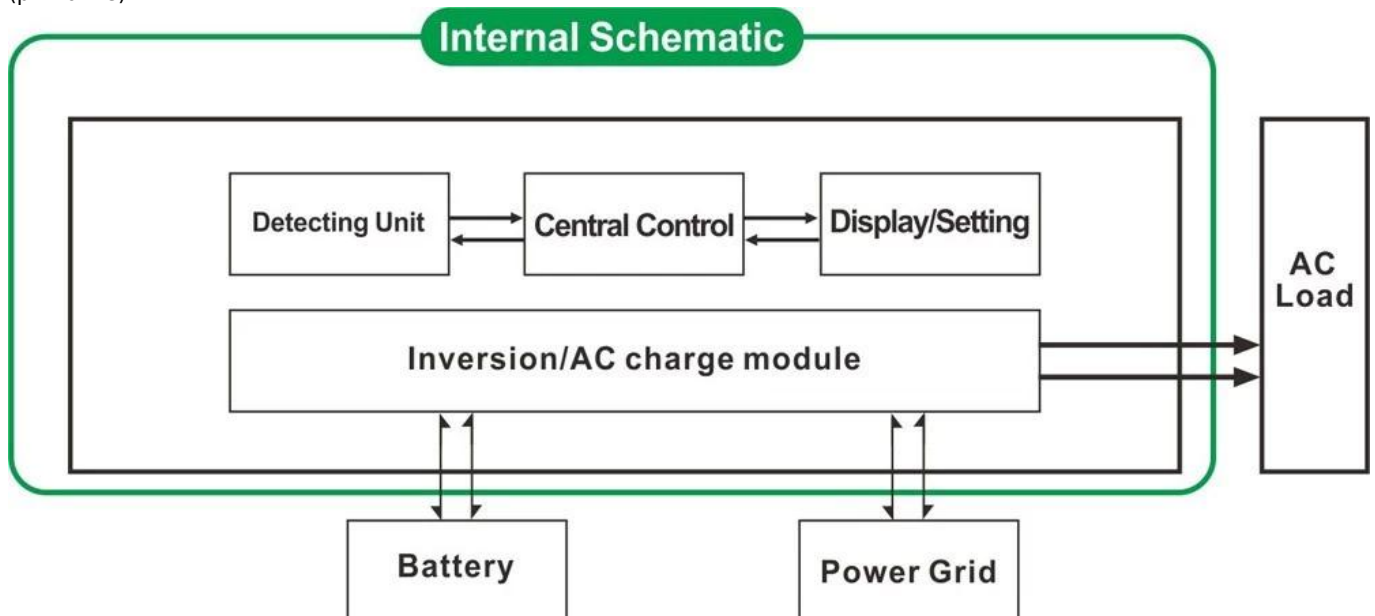 Internal Schematic
Detecting Unit
Central Control
Display/Setting
AC
Load
Inversion/AC charge module
Battery
Power Grid